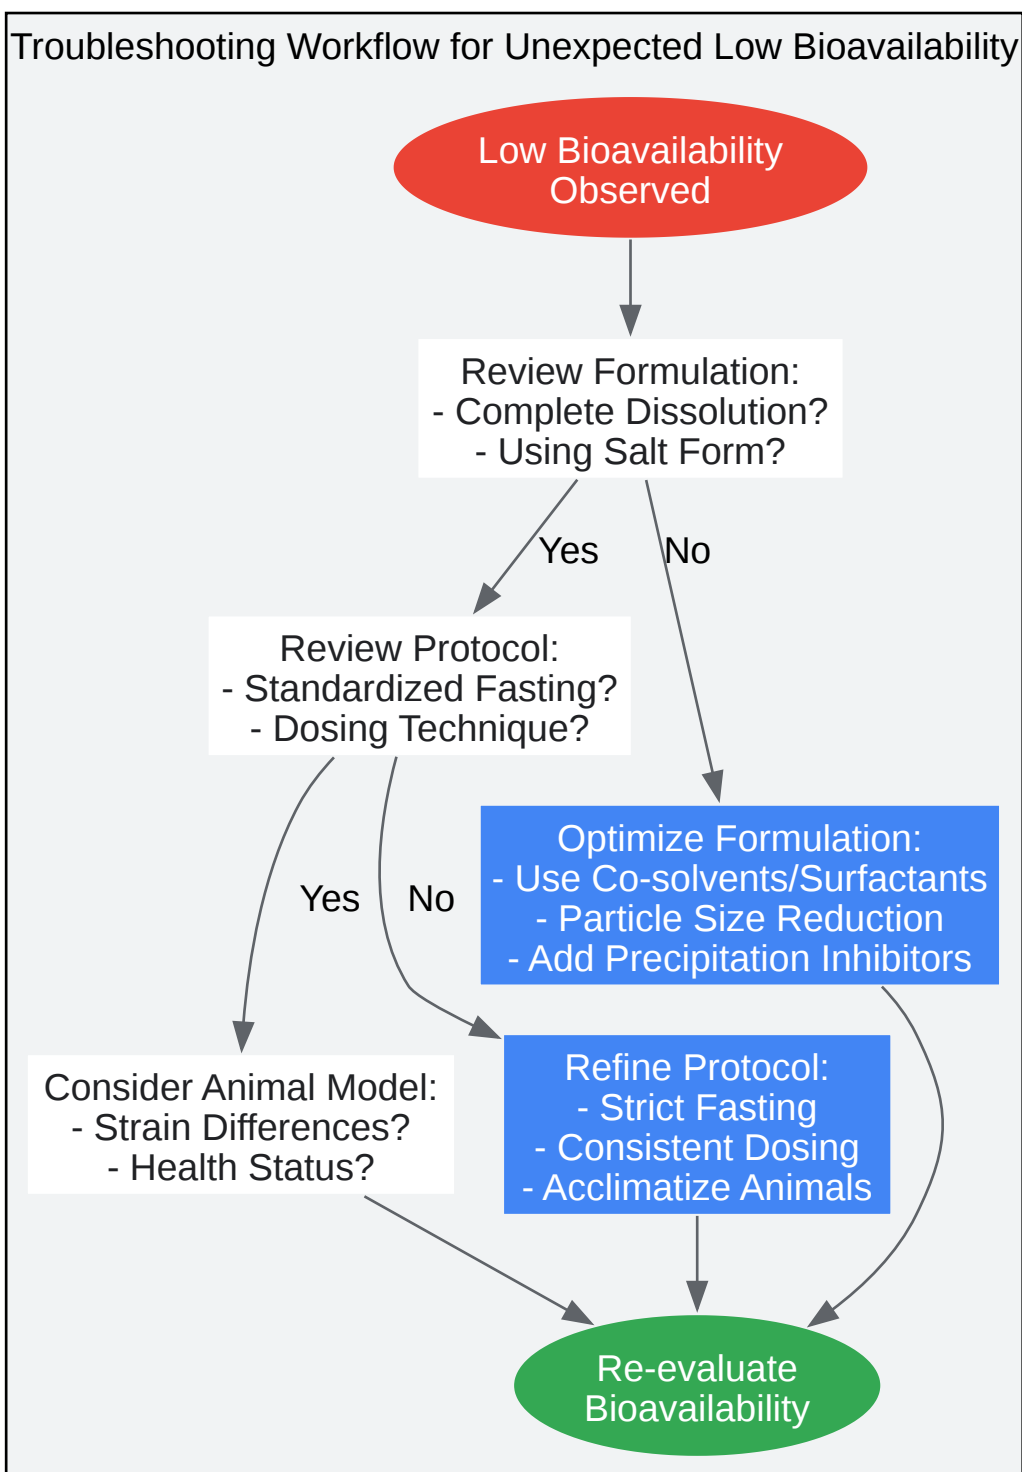 Troubleshooting Workflow for Unexpected Low Bioavailability
Low Bioavailability
Observed
Review Formulation:
- Complete Dissolution?
- Using Salt Form?
Yes
No
Review Protocol:
- Standardized Fasting?
- Dosing Technique?
Optimize Formulation:
- Use Co-solvents/Surfactants
- Particle Size Reduction
- Add Precipitation Inhibitors
Yes
No
Consider Animal Model:
- Strain Differences?
- Health Status?
Refine Protocol:
- Strict Fasting
- Consistent Dosing
- Acclimatize Animals
Re-evaluate
Bioavailability